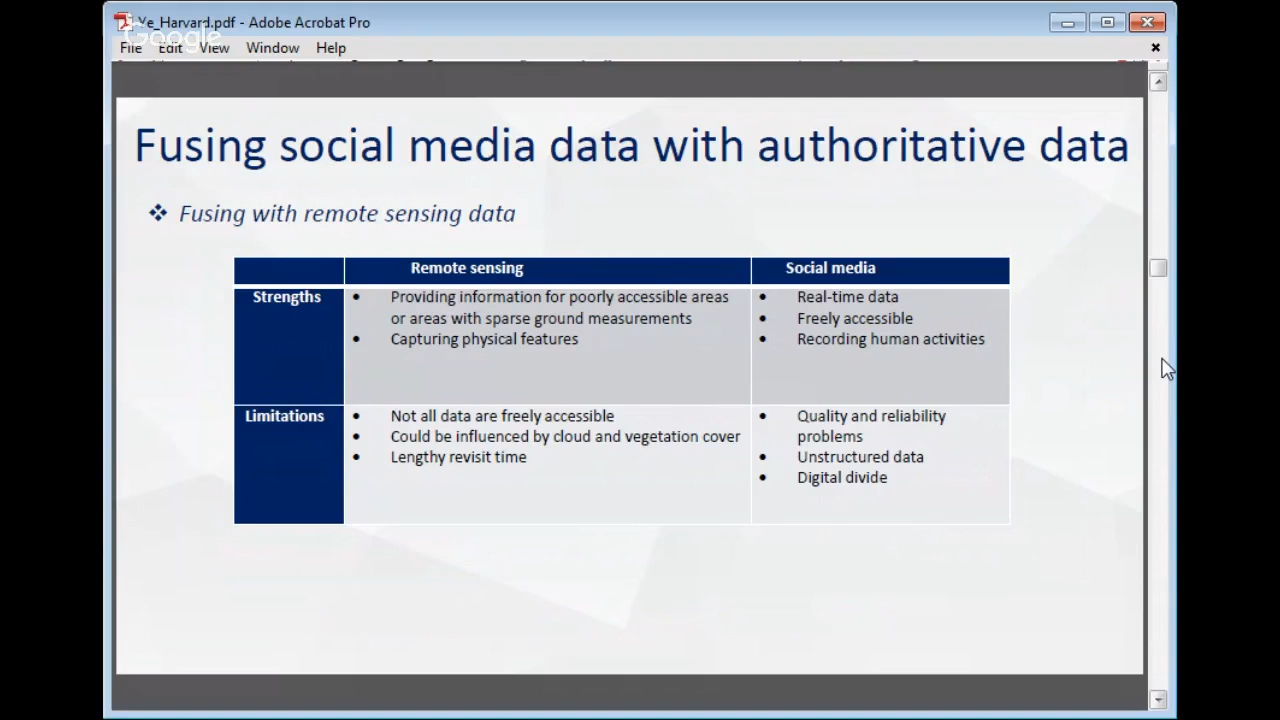 Ye_Harvard.pdf - Adobe Acrobat Pro
Google
File Edit View Window Help
Fusing social media data with authoritative data
❖ Fusing with remote sensing data
Remote sensing
Social media
Strengths
• Providing information for poorly accessible areas
or areas with sparse ground measurements
• Capturing physical features
• Real-time data
• Freely accessible
• Recording human activities
Limitations
• Not all data are freely accessible
• Could be influenced by cloud and vegetation cover
• Lengthy revisit time
• Quality and reliability
problems
• Unstructured data
• Digital divide